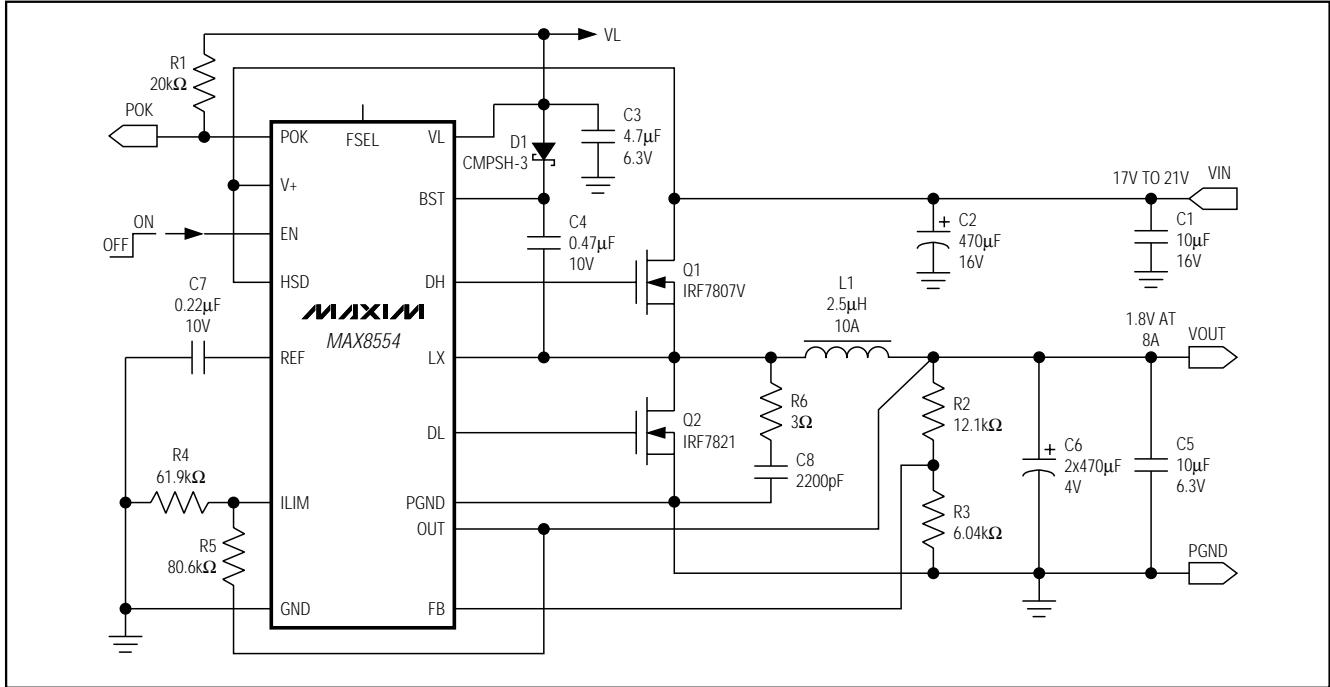 VL
R1
20kΩ
POK
POK
FSEL
VL
D1
CMPSH-3
C3
4.7μF
6.3V
V+
BST
17V TO 21V
VIN
ON
OFF
EN
C4
0.47μF
10V
C2
470μF
16V
+
C1
10μF
16V
HSD
DH
Q1
IRF7807V
C7
0.22μF
10V
MAXIM
MAX8554
L1
2.5μH
10A
1.8V AT
8A
VOUT
REF
LX
R6
3Ω
R2
12.1kΩ
DL
Q2
IRF7821
C8
2200pF
+
C6
2x470μF
4V
C5
10μF
6.3V
R4
61.9kΩ
ILIM
PGND
OUT
R3
6.04kΩ
R5
80.6kΩ
PGND
GND
FB